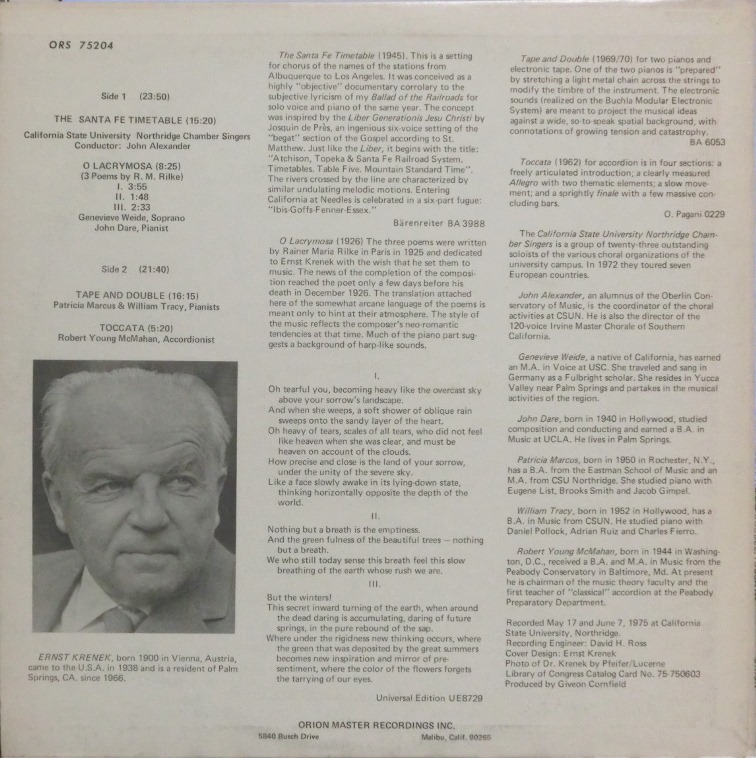 ORS 75204
Side 1 (23:50)
THE SANTA FE TIMETABLE (15:20)
California State University Northridge Chamber Singers
Conductor: John Alexander
O LACRYMOSA (8:25)
(3 Poems by R. M. Rilke)
I. 3:55
II. 1:48
III. 2:33
Genevieve Weide, Soprano
John Dare, Pianist
Side 2 (21:40)
TAPE AND DOUBLE (16:15)
Patricia Marcus & William Tracy, Pianists
TOCCATA (5:20)
Robert Young McMahan, Accordionist
ERNST KRENEK, born 1900 in Vienna, Austria,
came to the U.S.A. in 1938 and is a resident of Palm
Springs, CA. since 1966.
The Santa Fe Timetable (1945). This is a setting
for chorus of the names of the stations from
Albuquerque to Los Angeles. It was conceived as a
highly "objective" documentary corrolary to the
subjective lyricism of my Ballad of the Railroads for
solo voice and piano of the same year. The concept
was inspired by the Liber Generationis Jesu Christi by
Josquin de Près, an ingenious six-voice setting of the
"begat" section of the Gospel according to St.
Matthew. Just like the Liber, it begins with the title:
"Atchison, Topeka & Santa Fe Railroad System.
Timetables. Table Five. Mountain Standard Time".
The rivers crossed by the line are characterized by
similar undulating melodic motions. Entering
California at Needles is celebrated in a six-part fugue:
"Ibis-Goffs-Fenner-Essex."
Bärenreiter BA 3988
O Lacrymosa (1926) The three poems were written
by Rainer Maria Rilke in Paris in 1925 and dedicated
to Ernst Krenek with the wish that he set them to
music. The news of the completion of the composi-
tion reached the poet only a few days before his
death in December 1926. The translation attached
here of the somewhat arcane language of the poems is
meant only to hint at their atmosphere. The style of
the music reflects the composer's neo-romantic
tendencies at that time. Much of the piano part sug-
gests a background of harp-like sounds.
I.
Oh tearful you, becoming heavy like the overcast sky
above your sorrow's landscape.
And when she weeps, a soft shower of oblique rain
sweeps onto the sandy layer of the heart.
Oh heavy of tears, scales of all tears, who did not feel
like heaven when she was clear, and must be
heaven on account of the clouds.
How precise and close is the land of your sorrow,
under the unity of the severe sky.
Like a face slowly awake in its lying-down state,
thinking horizontally opposite the depth of the
world.
II.
Nothing but a breath is the emptiness.
And the green fulness of the beautiful trees — nothing
but a breath.
We who still today sense this breath feel this slow
breathing of the earth whose rush we are.
III.
But the winters!
This secret inward turning of the earth, when around
the dead daring is accumulating, daring of future
springs, in the pure rebound of the sap.
Where under the rigidness new thinking occurs, where
the green that was deposited by the great summers
becomes new inspiration and mirror of pre-
sentiment, where the color of the flowers forgets
the tarrying of our eyes.
Universal Edition UE8729
Tape and Double (1969/70) for two pianos and
electronic tape. One of the two pianos is "prepared"
by stretching a light metal chain across the strings to
modify the timbre of the instrument. The electronic
sounds (realized on the Buchla Modular Electronic
System) are meant to project the musical ideas
against a wide, so-to-speak spatial background, with
connotations of growing tension and catastrophy.
BA 6053
Toccata (1962) for accordion is in four sections: a
freely articulated introduction; a clearly measured
Allegro with two thematic elements; a slow move-
ment; and a sprightly finale with a few massive con-
cluding bars.
O. Pagani 0229
The California State University Northridge Cham-
ber Singers is a group of twenty-three outstanding
soloists of the various choral organizations of the
university campus. In 1972 they toured seven
European countries.
John Alexander, an alumnus of the Oberlin Con-
servatory of Music, is the coordinator of the choral
activities at CSUN. He is also the director of the
120-voice Irvine Master Chorale of Southern
California.
Genevieve Weide, a native of California, has earned
an M.A. in Voice at USC. She traveled and sang in
Germany as a Fulbright scholar. She resides in Yucca
Valley near Palm Springs and partakes in the musical
activities of the region.
John Dare, born in 1940 in Hollywood, studied
composition and conducting and earned a B.A. in
Music at UCLA. He lives in Palm Springs.
Patricia Marcus, born in 1950 in Rochester, N.Y.,
has a B.A. from the Eastman School of Music and an
M.A. from CSU Northridge. She studied piano with
Eugene List, Brooks Smith and Jacob Gimpel.
William Tracy, born in 1952 in Hollywood, has a
B.A. in Music from CSUN. He studied piano with
Daniel Pollock, Adrian Ruiz and Charles Fierro.
Robert Young McMahan, born in 1944 in Washing-
ton, D.C., received a B.A. and M.A. in Music from the
Peabody Conservatory in Baltimore, Md. At present
he is chairman of the music theory faculty and the
first teacher of "classical" accordion at the Peabody
Preparatory Department.
Recorded May 17 and June 7, 1975 at California
State University, Northridge.
Recording Engineer: David H. Ross
Cover Design: Ernst Krenek
Photo of Dr. Krenek by Pfeifer/Lucerne
Library of Congress Catalog Card No. 75-750603
Produced by Giveon Cornfield
ORION MASTER RECORDINGS INC.
5840 Busch Drive Malibu, Calif. 90265